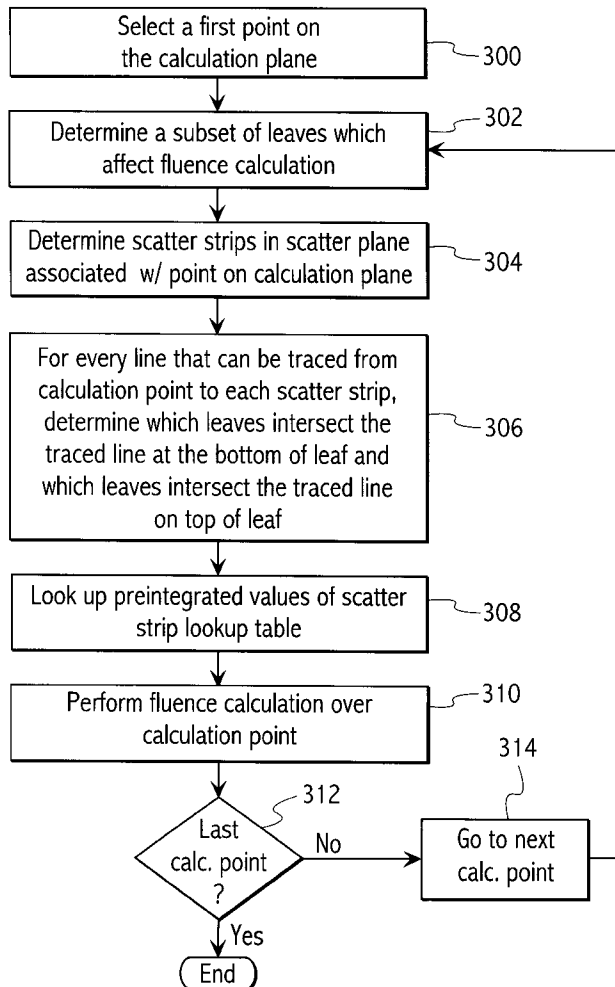 Select a first point on
the calculation plane
300
Determine a subset of leaves which
affect fluence calculation
302
Determine scatter strips in scatter plane
associated w/ point on calculation plane
304
For every line that can be traced from
calculation point to each scatter strip,
determine which leaves intersect the
traced line at the bottom of leaf and
which leaves intersect the traced line
on top of leaf
306
Look up preintegrated values of scatter
strip lookup table
308
Perform fluence calculation over
calculation point
310
312
Last
calc. point
?
No
314
Go to next
calc. point
Yes
End